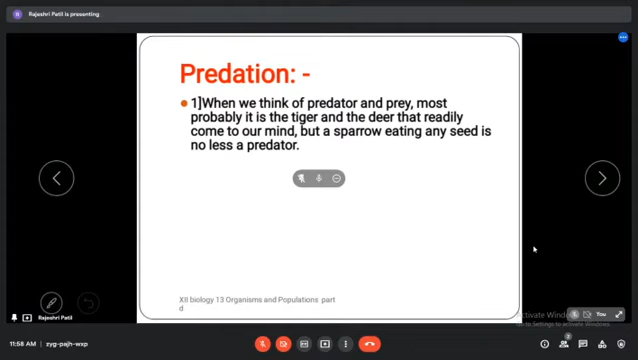 R Rajeshri Patil is presenting
Predation: -
1]When we think of predator and prey, most
probably it is the tiger and the deer that readily
come to our mind, but a sparrow eating any seed is
no less a predator.
XII biology 13 Organisms and Populations part
d
Rajeshri Patil
Activate Windows
Go to Settings to activate Windows.
You
11:58 AM | zyg-pajh-wxp
2